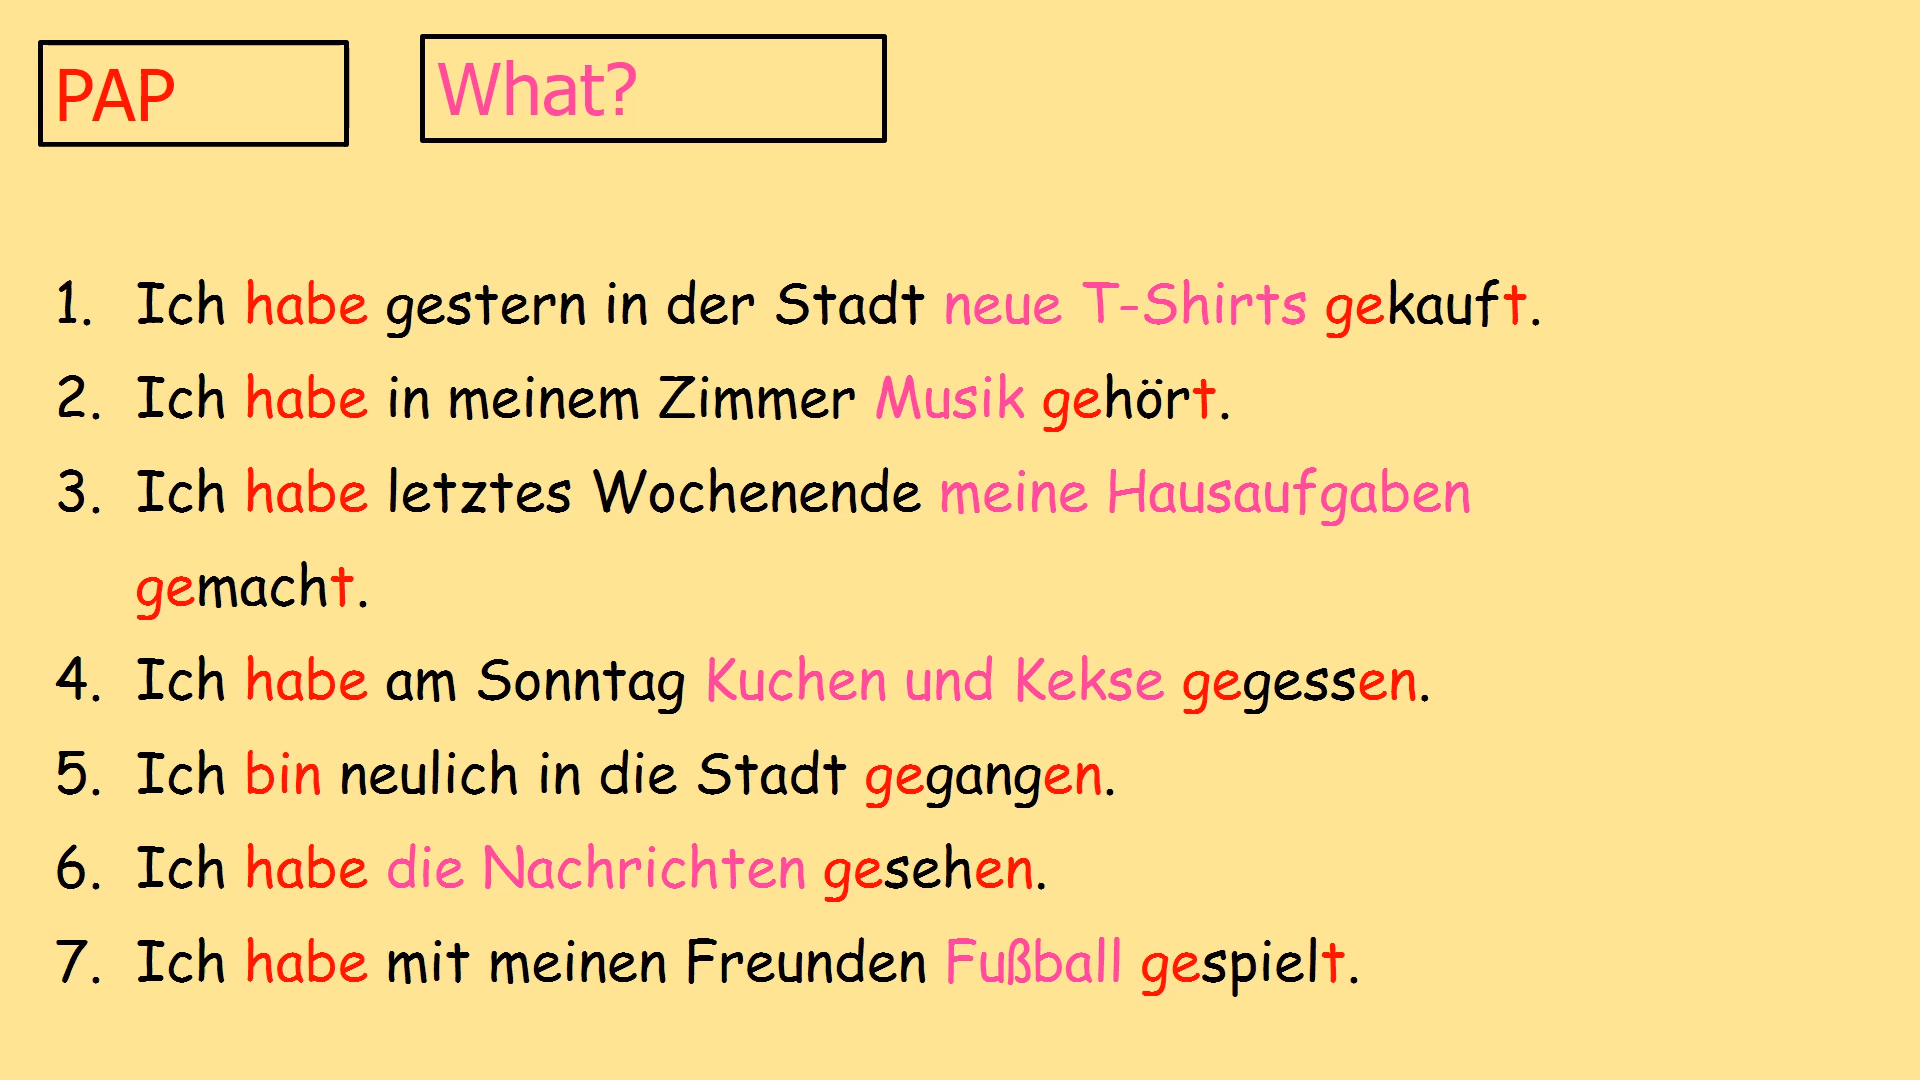 PAP
What?
1. Ich habe gestern in der Stadt neue T-Shirts gekauft.
2. Ich habe in meinem Zimmer Musik gehört.
3. Ich habe letztes Wochenende meine Hausaufgaben
gemacht.
4. Ich habe am Sonntag Kuchen und Kekse gegessen.
5. Ich bin neulich in die Stadt gegangen.
6. Ich habe die Nachrichten gesehen.
7. Ich habe mit meinen Freunden Fußball gespielt.